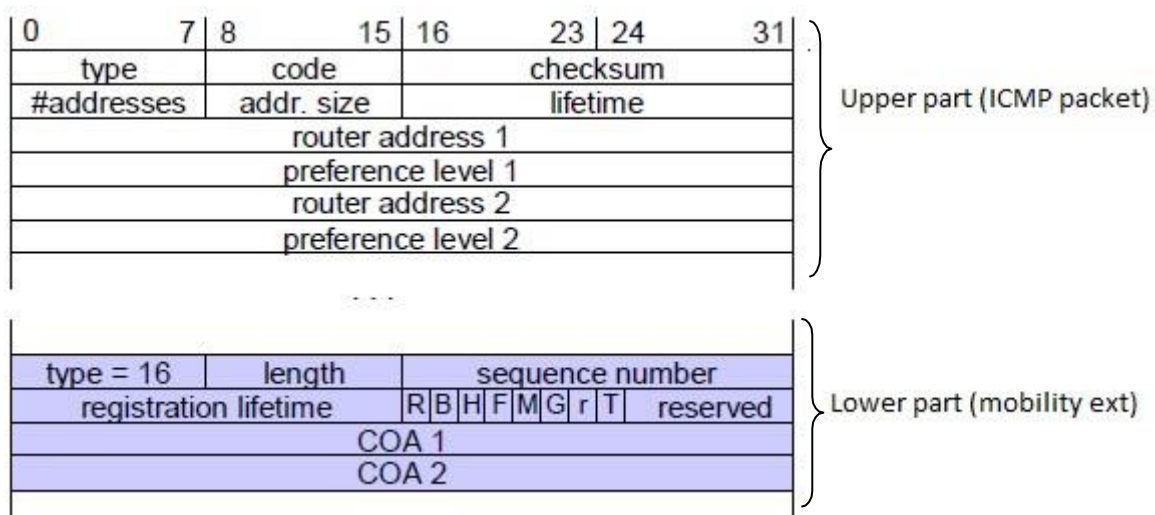 0 7 8 15 16 23 24 31
type code checksum
#addresses addr. size lifetime
router address 1
preference level 1
router address 2
preference level 2
. . .
Upper part (ICMP packet)
type = 16 length sequence number
registration lifetime R B H F M G r T reserved
COA 1
COA 2
Lower part (mobility ext)